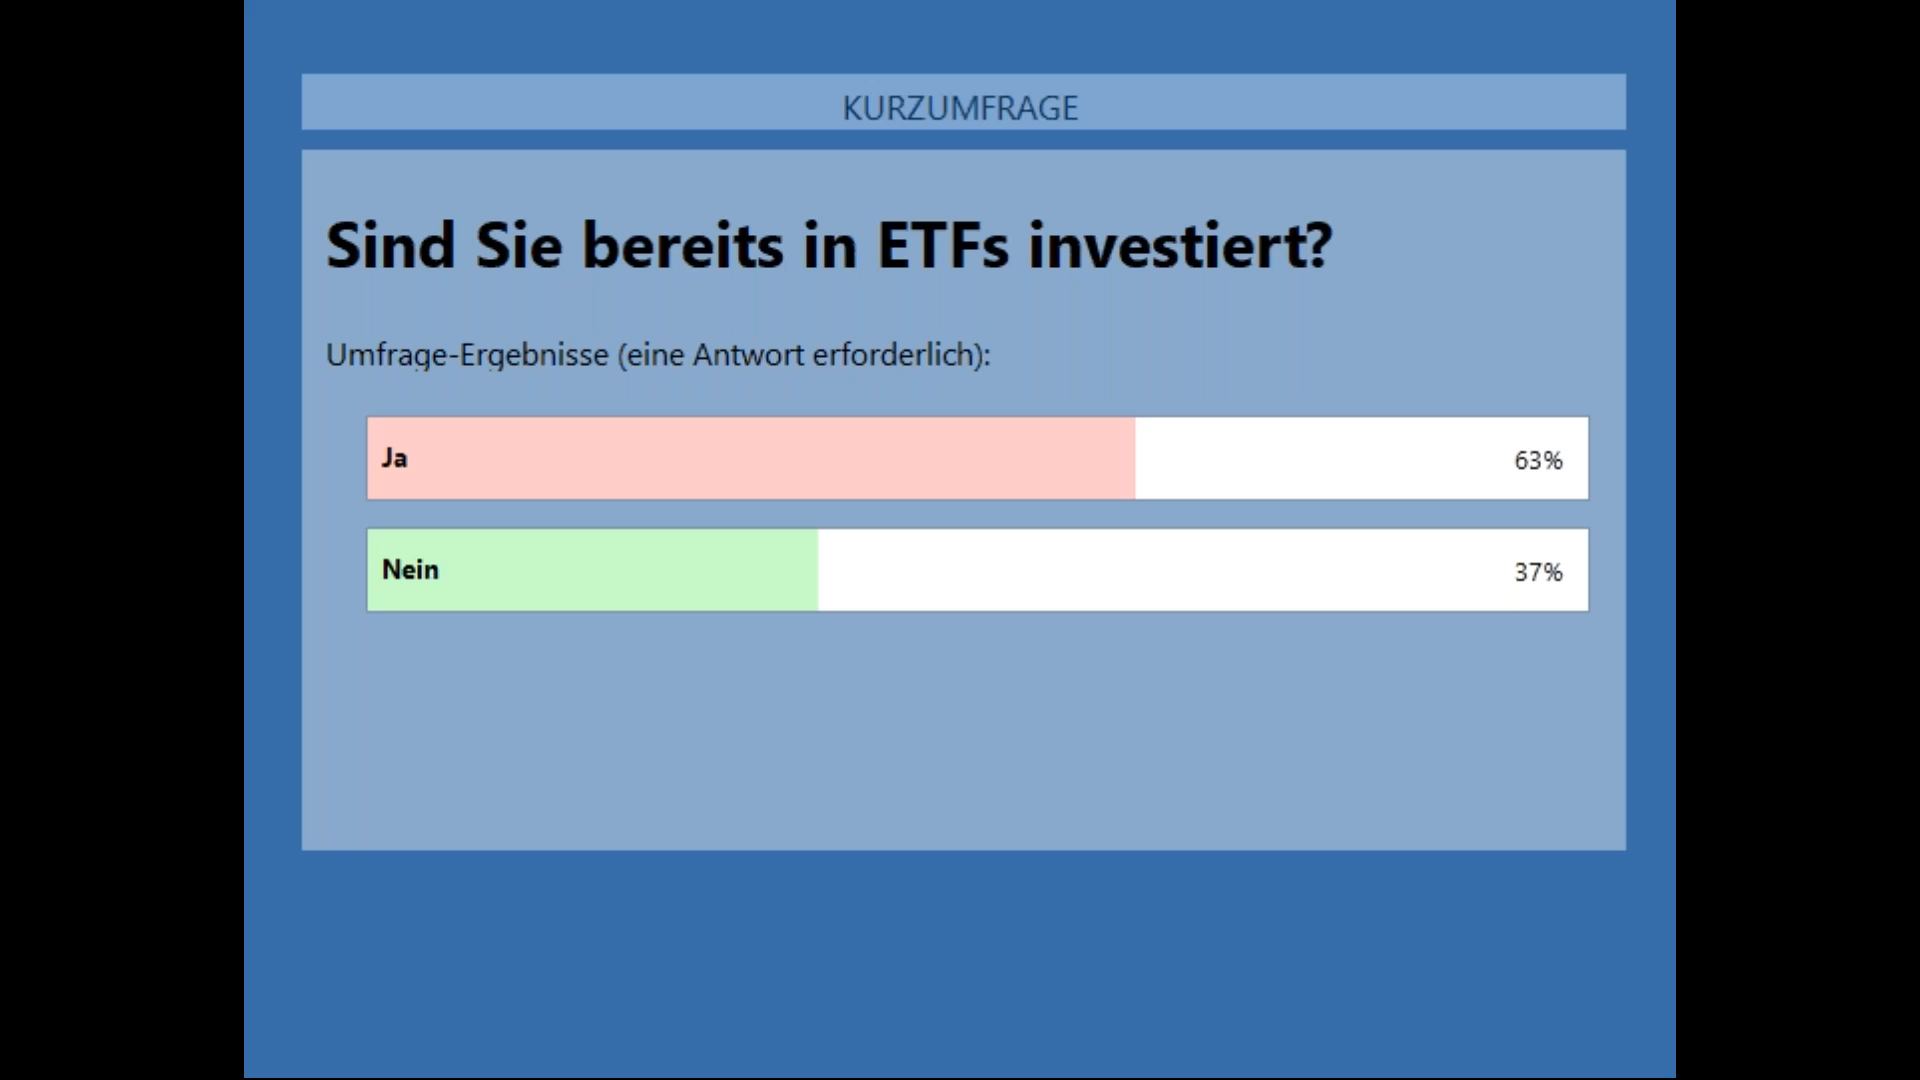 KURZUMFRAGE
Sind Sie bereits in ETFs investiert?
Umfrage-Ergebnisse (eine Antwort erforderlich):
Ja 63%
Nein 37%